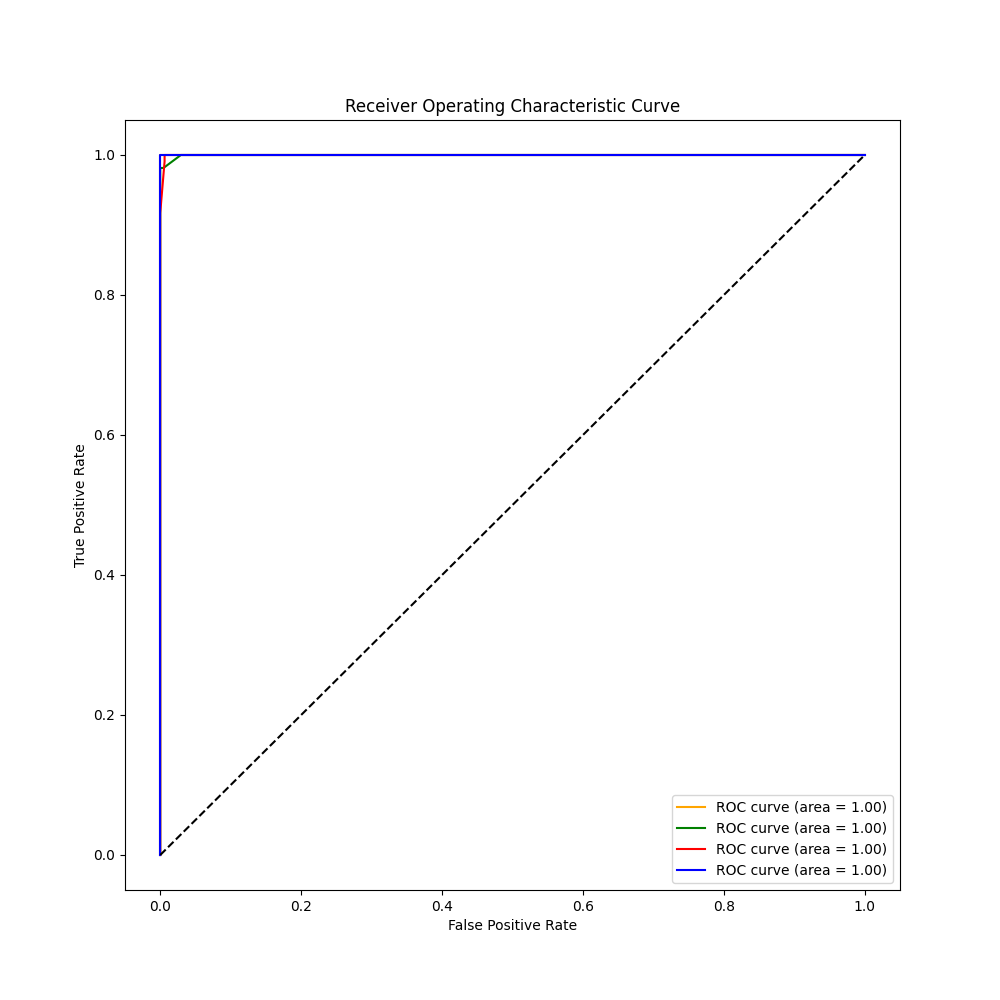 Receiver Operating Characteristic Curve
1.0
0.8
0.6
0.4
0.2
0.0
True Positive Rate
ROC curve (area = 1.00)
ROC curve (area = 1.00)
ROC curve (area = 1.00)
ROC curve (area = 1.00)
0.0 0.2 0.4 0.6 0.8 1.0
False Positive Rate